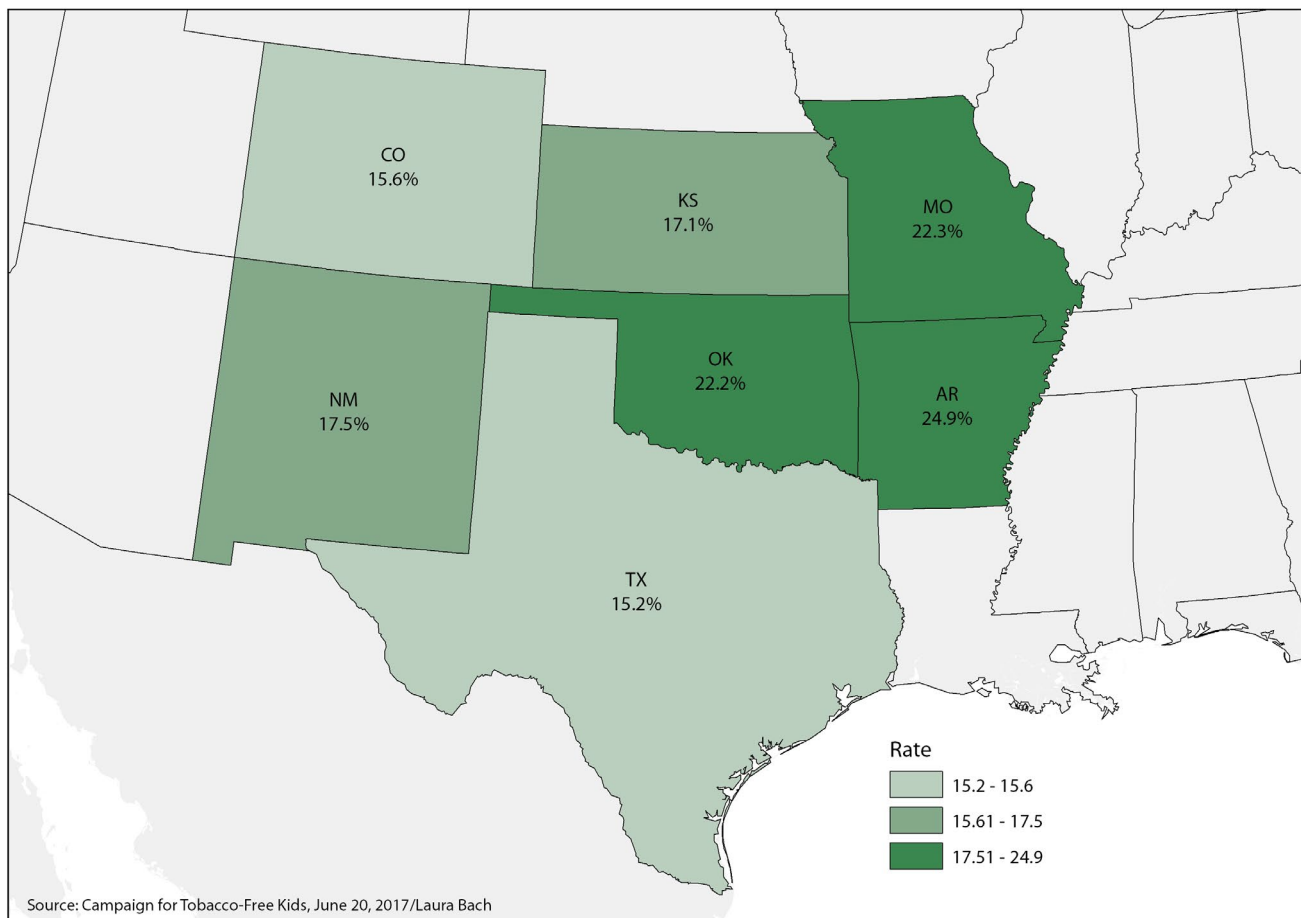 CO
15.6%
KS
17.1%
MO
22.3%
OK
22.2%
AR
24.9%
NM
17.5%
TX
15.2%
Rate
15.2 - 15.6
15.61 - 17.5
17.51 - 24.9
Source: Campaign for Tobacco-Free Kids, June 20, 2017/Laura Bach